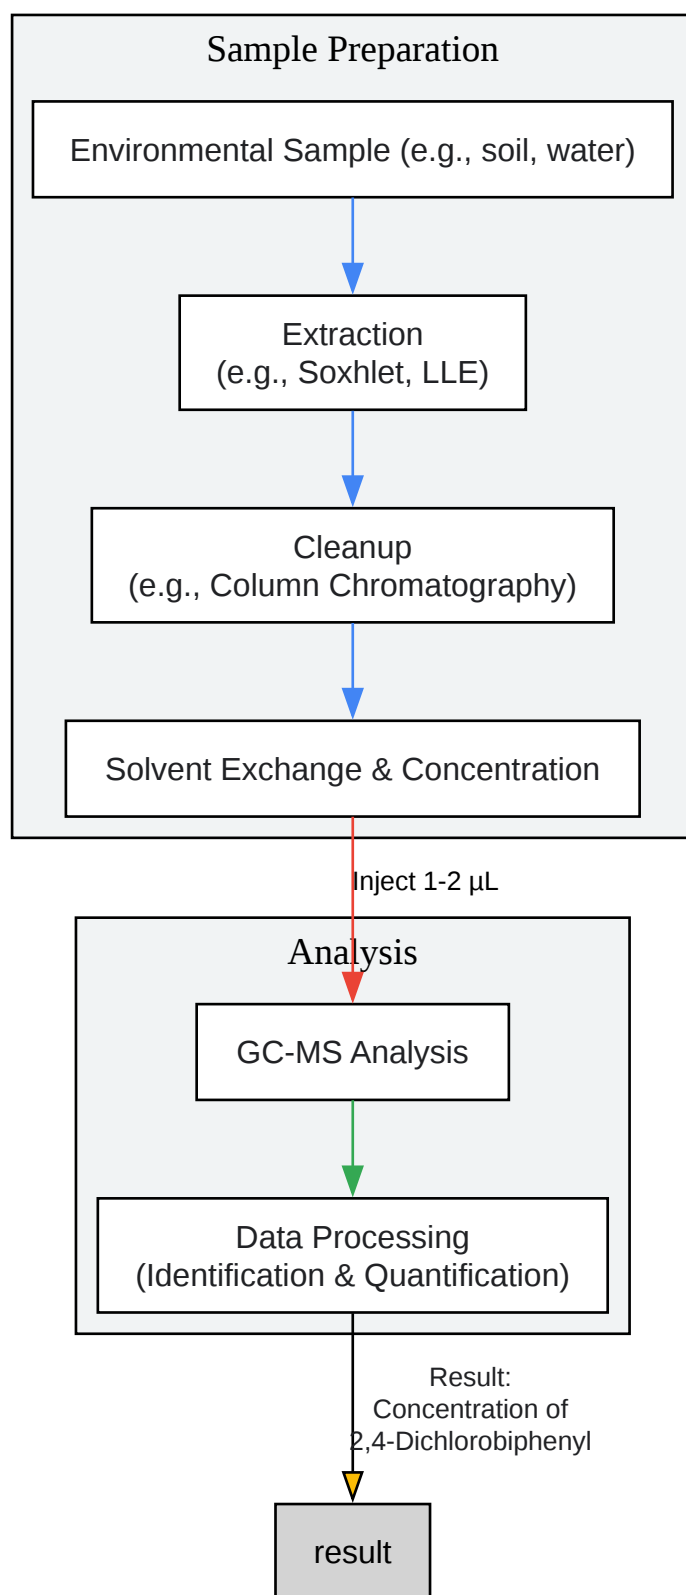 Sample Preparation
Environmental Sample (e.g., soil, water)
Extraction
(e.g., Soxhlet, LLE)
Cleanup
(e.g., Column Chromatography)
Solvent Exchange & Concentration
Inject 1-2 µL
Analysis
GC-MS Analysis
Data Processing
(Identification & Quantification)
Result:
Concentration of
2,4-Dichlorobiphenyl
result